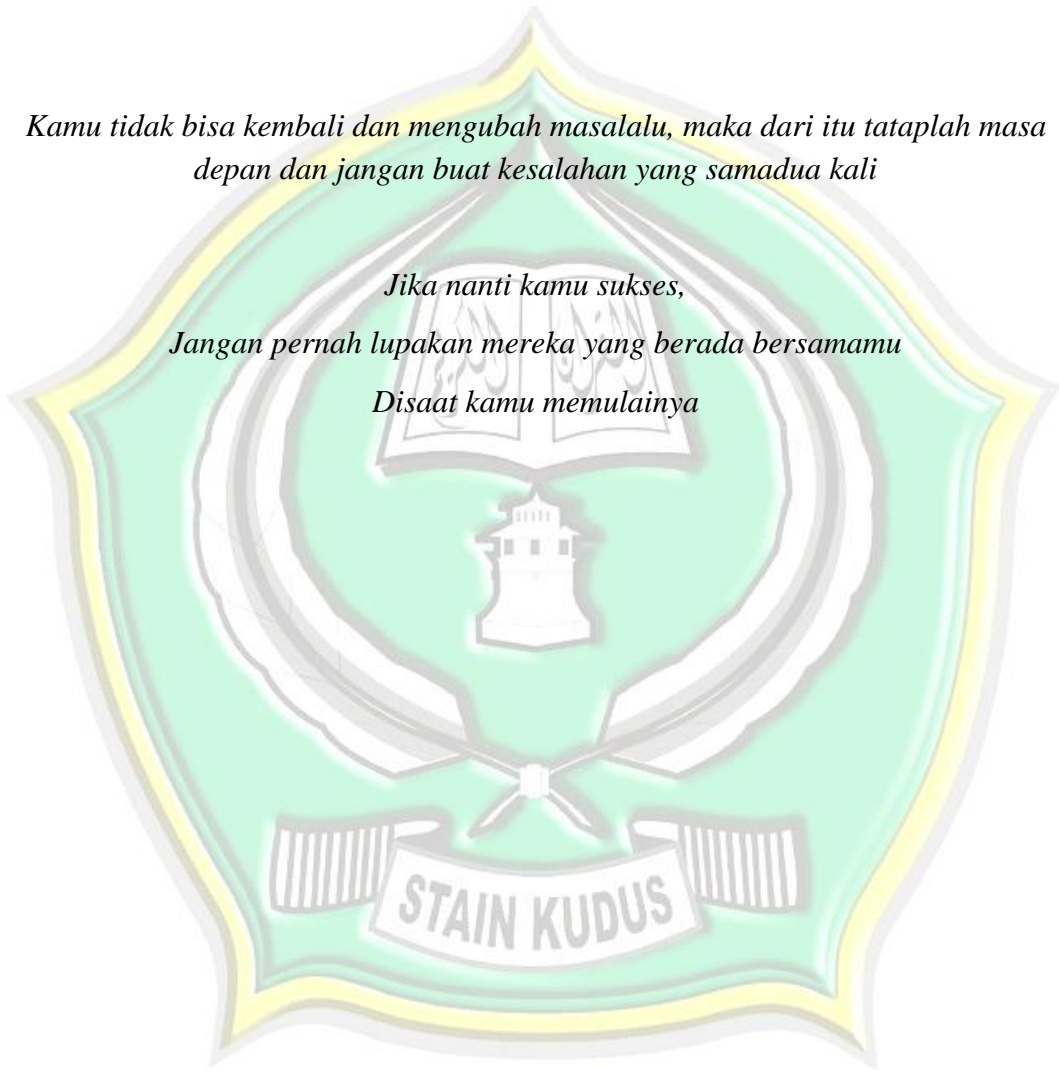 Kamu tidak bisa kembali dan mengubah masalalu, maka dari itu tataplah masa
depan dan jangan buat kesalahan yang samadua kali
Jika nanti kamu sukses,
Jangan pernah lupakan mereka yang berada bersamamu
Disaat kamu memulainya
STAIN KUDUS